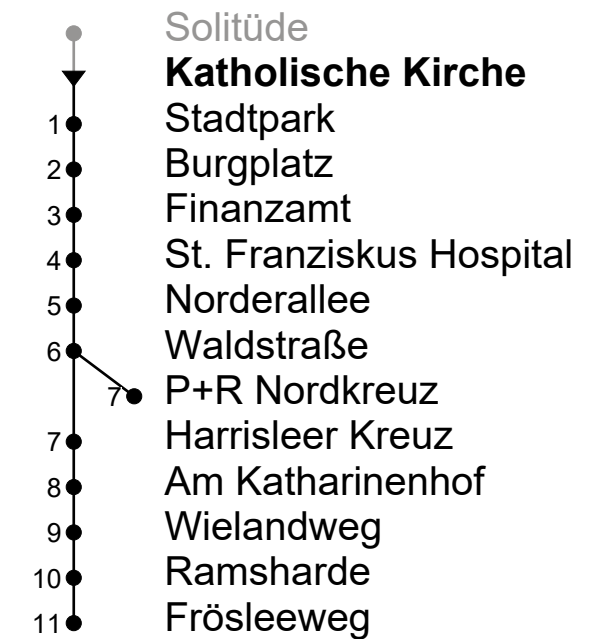 Solitüde
Katholische Kirche
1 Stadtpark
2 Burgplatz
3 Finanzamt
4 St. Franziskus Hospital
5 Norderallee
6 Waldstraße
7 P+R Nordkreuz
7 Harrisleer Kreuz
8 Am Katharinenhof
9 Wielandweg
10 Ramsharde
11 Frösleeweg